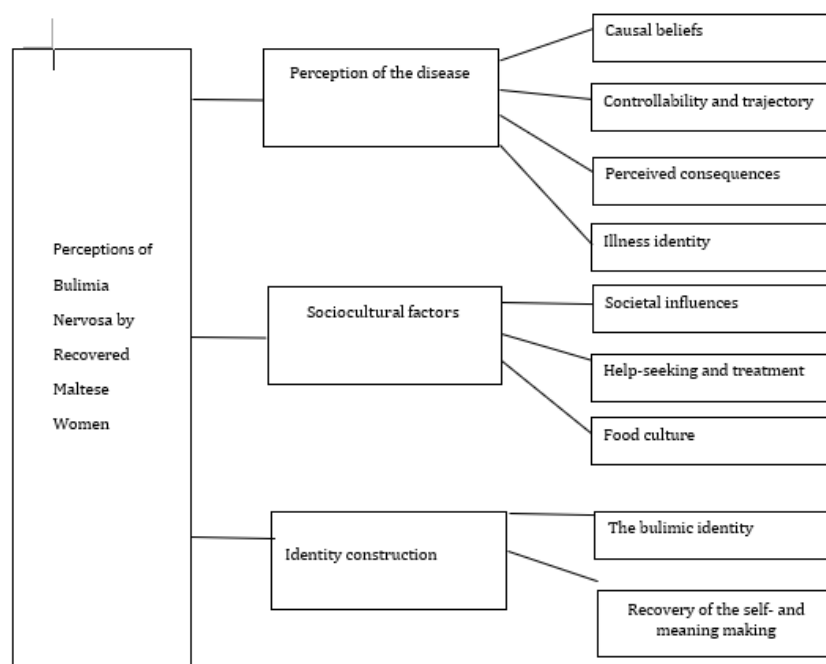 Perceptions of
Bulimia
Nervosa by
Recovered
Maltese
Women
Perception of the disease
Causal beliefs
Controllability and trajectory
Perceived consequences
Illness identity
Sociocultural factors
Societal influences
Help-seeking and treatment
Food culture
Identity construction
The bulimic identity
Recovery of the self- and
meaning making